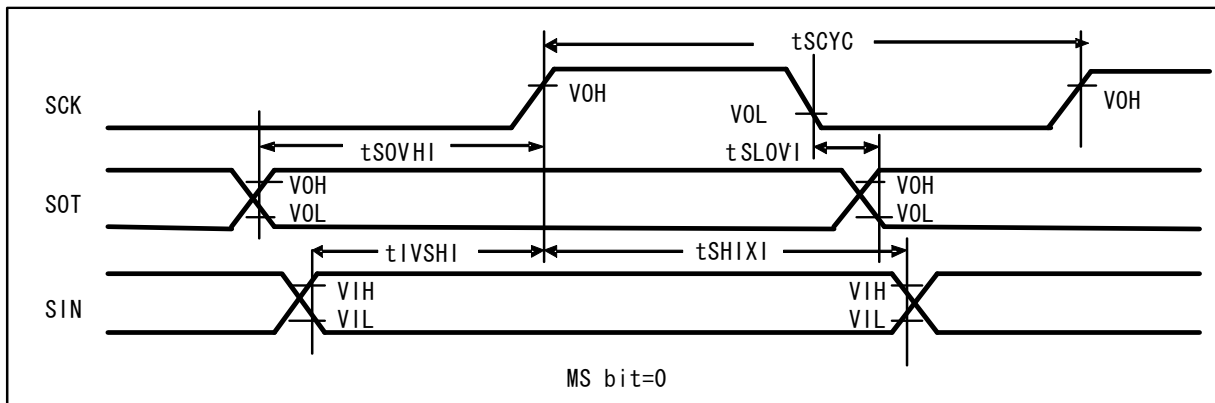 tSCYC
SCK
VOH
VOL
VOH
tSOVHI
tSLOVI
SOT
VOH
VOL
VOH
VOL
tIVSHI
tSHIXI
SIN
VIH
VIL
VIH
VIL
MS bit=0